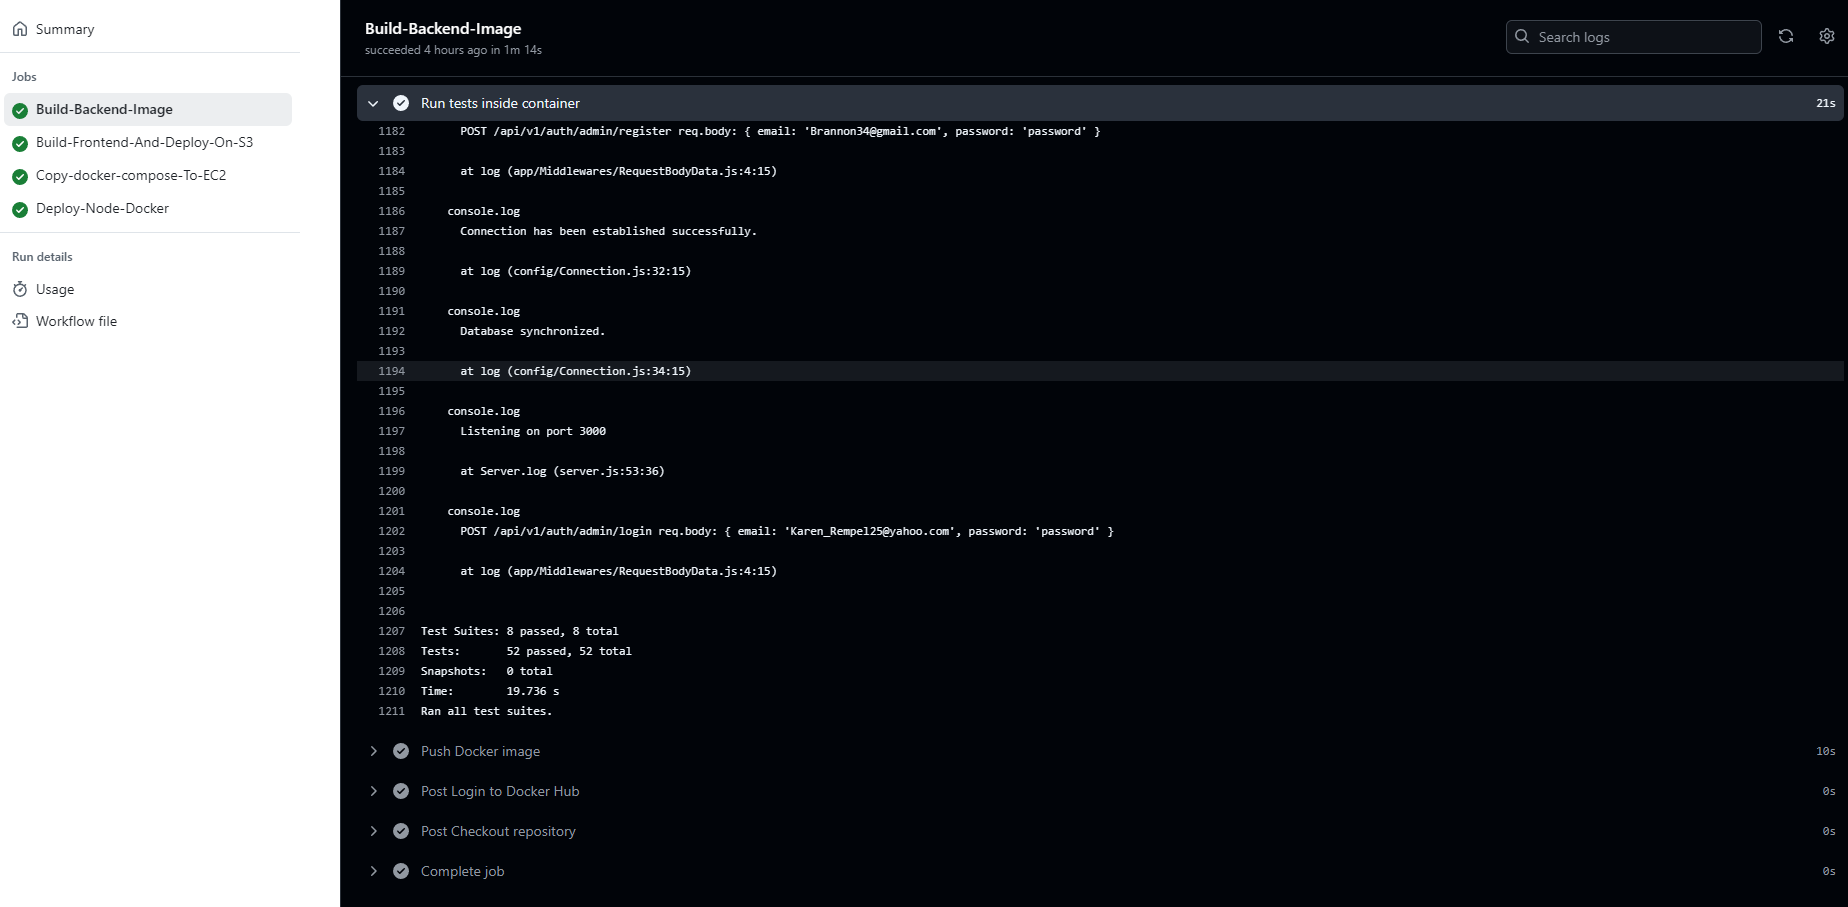 Summary
Jobs
Build-Backend-Image
Build-Frontend-And-Deploy-On-S3
Copy-docker-compose-To-EC2
Deploy-Node-Docker
Run details
Usage
Workflow file
Build-Backend-Image
succeeded 4 hours ago in 1m 14s
Search logs
Run tests inside container 21s
1182 POST /api/v1/auth/admin/register req.body: { email: 'Brannon34@gmail.com', password: 'password' }
1183
1184 at log (app/Middlewares/RequestBodyData.js:4:15)
1185
1186 console.log
1187 Connection has been established successfully.
1188
1189 at log (config/Connection.js:32:15)
1190
1191 console.log
1192 Database synchronized.
1193
1194 at log (config/Connection.js:34:15)
1195
1196 console.log
1197 Listening on port 3000
1198
1199 at Server.log (server.js:53:36)
1200
1201 console.log
1202 POST /api/v1/auth/admin/login req.body: { email: 'Karen_Rempel25@yahoo.com', password: 'password' }
1203
1204 at log (app/Middlewares/RequestBodyData.js:4:15)
1205
1206
1207 Test Suites: 8 passed, 8 total
1208 Tests: 52 passed, 52 total
1209 Snapshots: 0 total
1210 Time: 19.736 s
1211 Ran all test suites.
Push Docker image 10s
Post Login to Docker Hub 0s
Post Checkout repository 0s
Complete job 0s